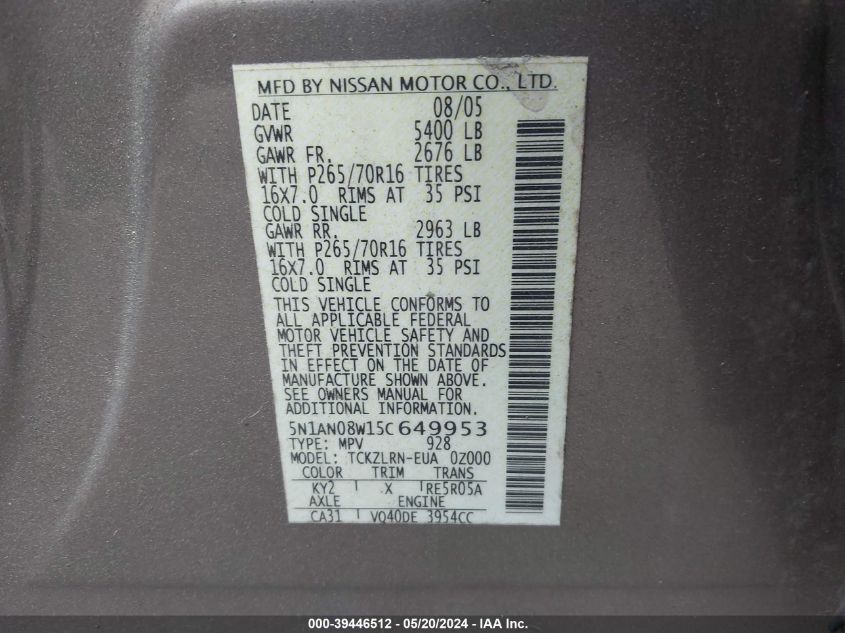 MFD BY NISSAN MOTOR CO., LTD.
DATE 08/05
GVWR 5400 LB
GAWR FR. 2676 LB
WITH P265/70R16 TIRES
16X7.0 RIMS AT 35 PSI
COLD SINGLE
GAWR RR. 2963 LB
WITH P265/70R16 TIRES
16X7.0 RIMS AT 35 PSI
COLD SINGLE
THIS VEHICLE CONFORMS TO
ALL APPLICABLE FEDERAL
MOTOR VEHICLE SAFETY AND
THEFT PREVENTION STANDARDS
IN EFFECT ON THE DATE OF
MANUFACTURE SHOWN ABOVE.
SEE OWNERS MANUAL FOR
ADDITIONAL INFORMATION.
5N1AN08W15C649953
TYPE: MPV 928
MODEL: TCKZLRN-EUA 0Z000
COLOR TRIM TRANS
KY2 X RE5R05A
AXLE ENGINE
CA31 VQ40DE 3954CC
000-39446512 - 05/20/2024 - IAA Inc.